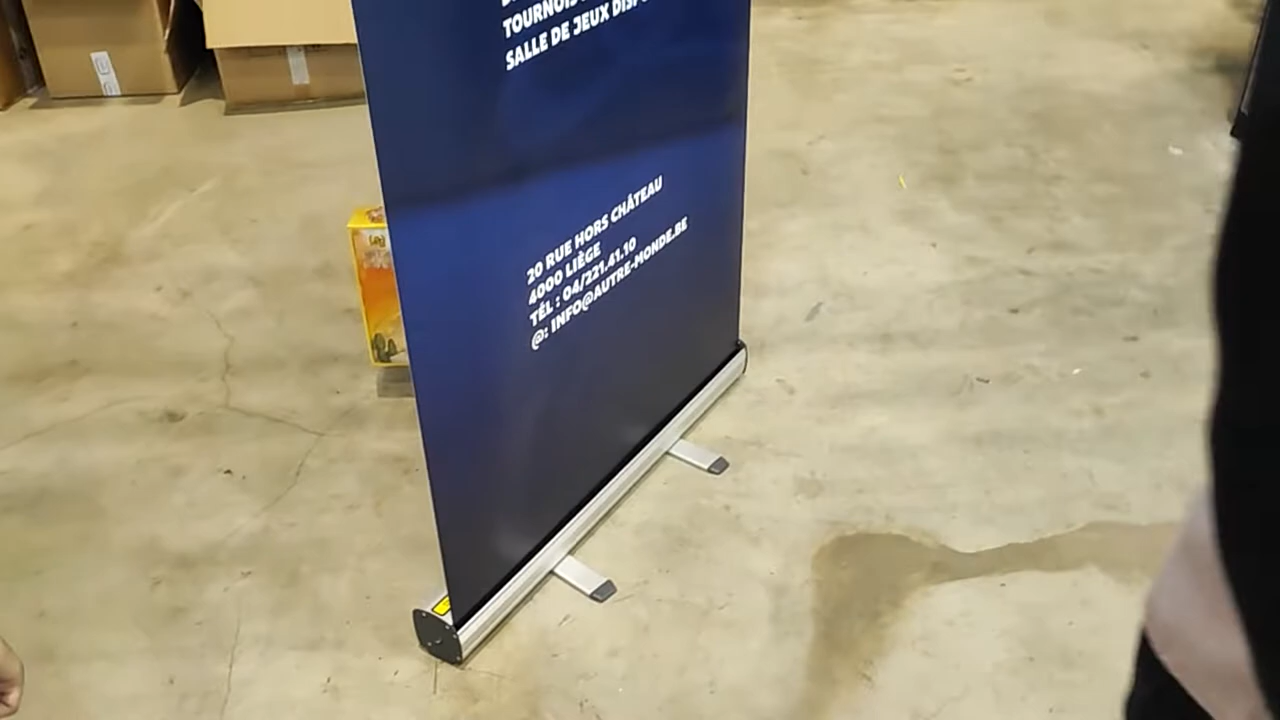 TOURNOIS
SALLE DE JEUX
20 RUE HORS CHÂTEAU
4000 LIÈGE
TÉL : 04/221.41.10
@: INFO@AUTRE-MONDE.BE